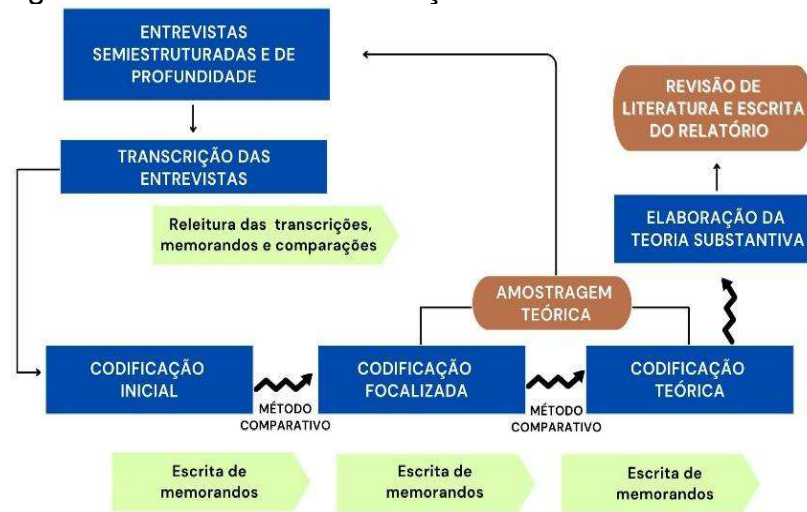 ENTREVISTAS
SEMIESTRUTURADAS E DE
PROFUNDIDADE
REVISÃO DE
LITERATURA E ESCRITA
DO RELATÓRIO
TRANSCRIÇÃO DAS
ENTREVISTAS
Releitura das transcrições,
memorandos e comparações
ELABORAÇÃO DA
TEORIA SUBSTANTIVA
AMOSTRAGEM
TEÓRICA
CODIFICAÇÃO
INICIAL
MÉTODO
COMPARATIVO
CODIFICAÇÃO
FOCALIZADA
MÉTODO
COMPARATIVO
CODIFICAÇÃO
TEÓRICA
Escrita de
memorandos
Escrita de
memorandos
Escrita de
memorandos